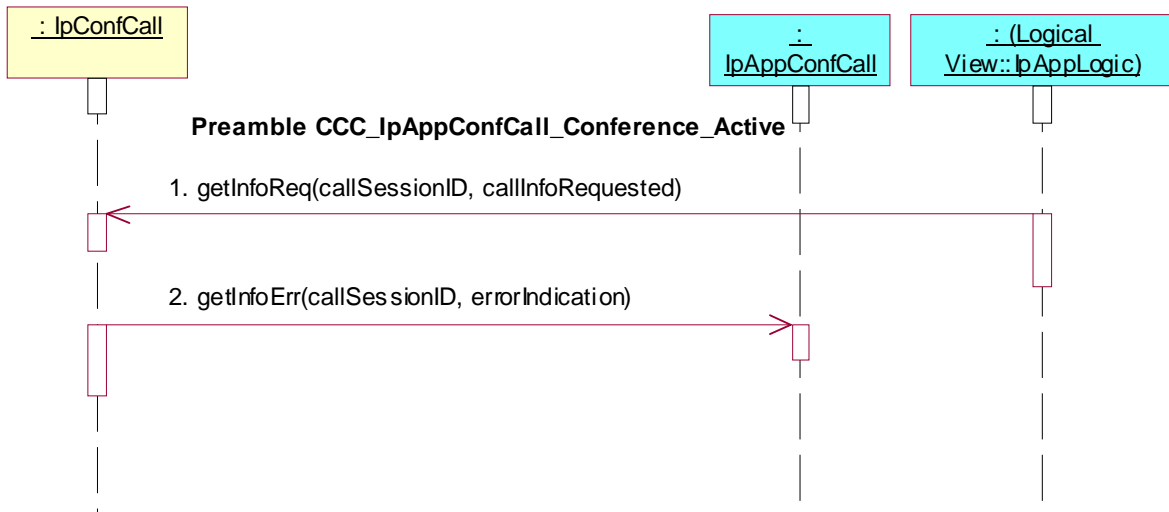 : IpConfCall
:
IpAppConfCall
: (Logical
View::IpAppLogic)
Preamble CCC_IpAppConfCall_Conference_Active
1. getInfoReq(callSessionID, callInfoRequested)
2. getInfoErr(callSessionID, errorIndication)